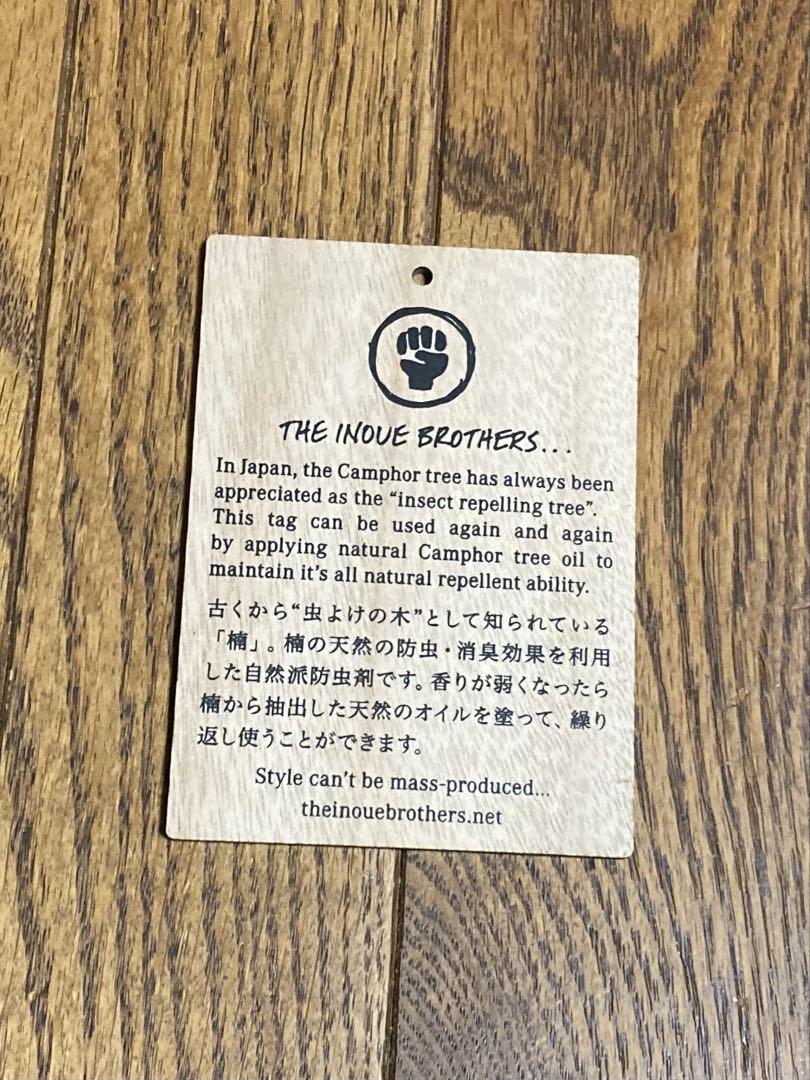 THE INOUE BROTHERS...
In Japan, the Camphor tree has always been
appreciated as the “insect repelling tree”.
This tag can be used again and again
by applying natural Camphor tree oil to
maintain it’s all natural repellent ability.
古くから“虫よけの木”として知られている
「楠」。楠の天然の防虫・消臭効果を利用
した自然派防虫剤です。香りが弱くなったら
楠から抽出した天然のオイルを塗って、繰り
返し使うことができます。
Style can’t be mass-produced...
theinouebrothers.net